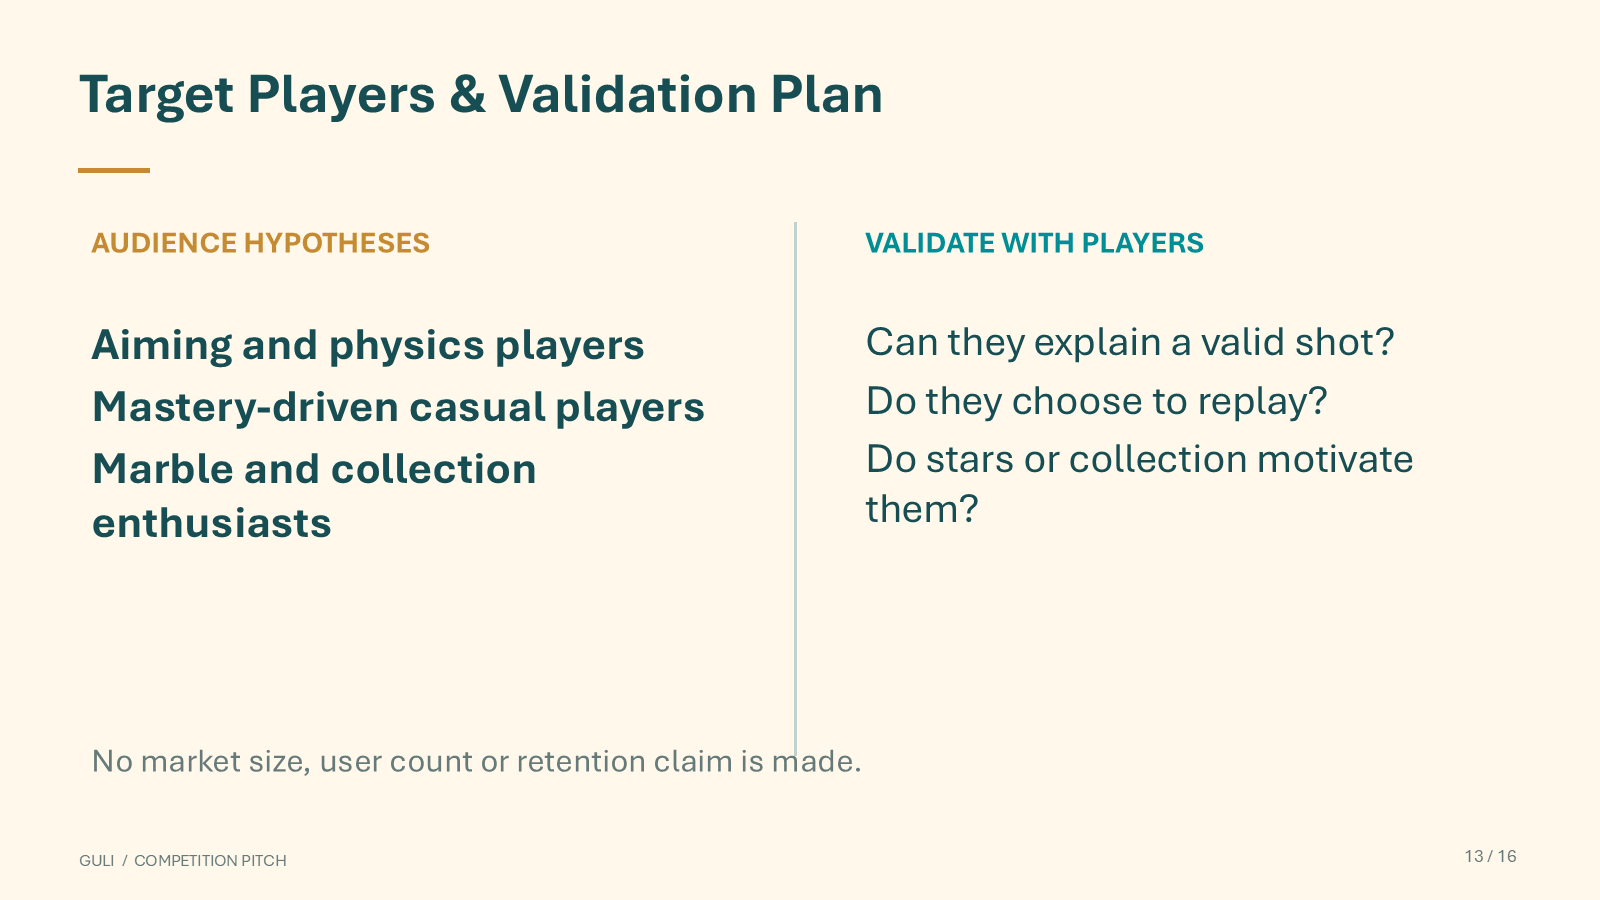 Target Players & Validation Plan
AUDIENCE HYPOTHESES
Aiming and physics players
Mastery-driven casual players
Marble and collection
enthusiasts
VALIDATE WITH PLAYERS
Can they explain a valid shot?
Do they choose to replay?
Do stars or collection motivate
them?
No market size, user count or retention claim is made.
GULI / COMPETITION PITCH
13 / 16